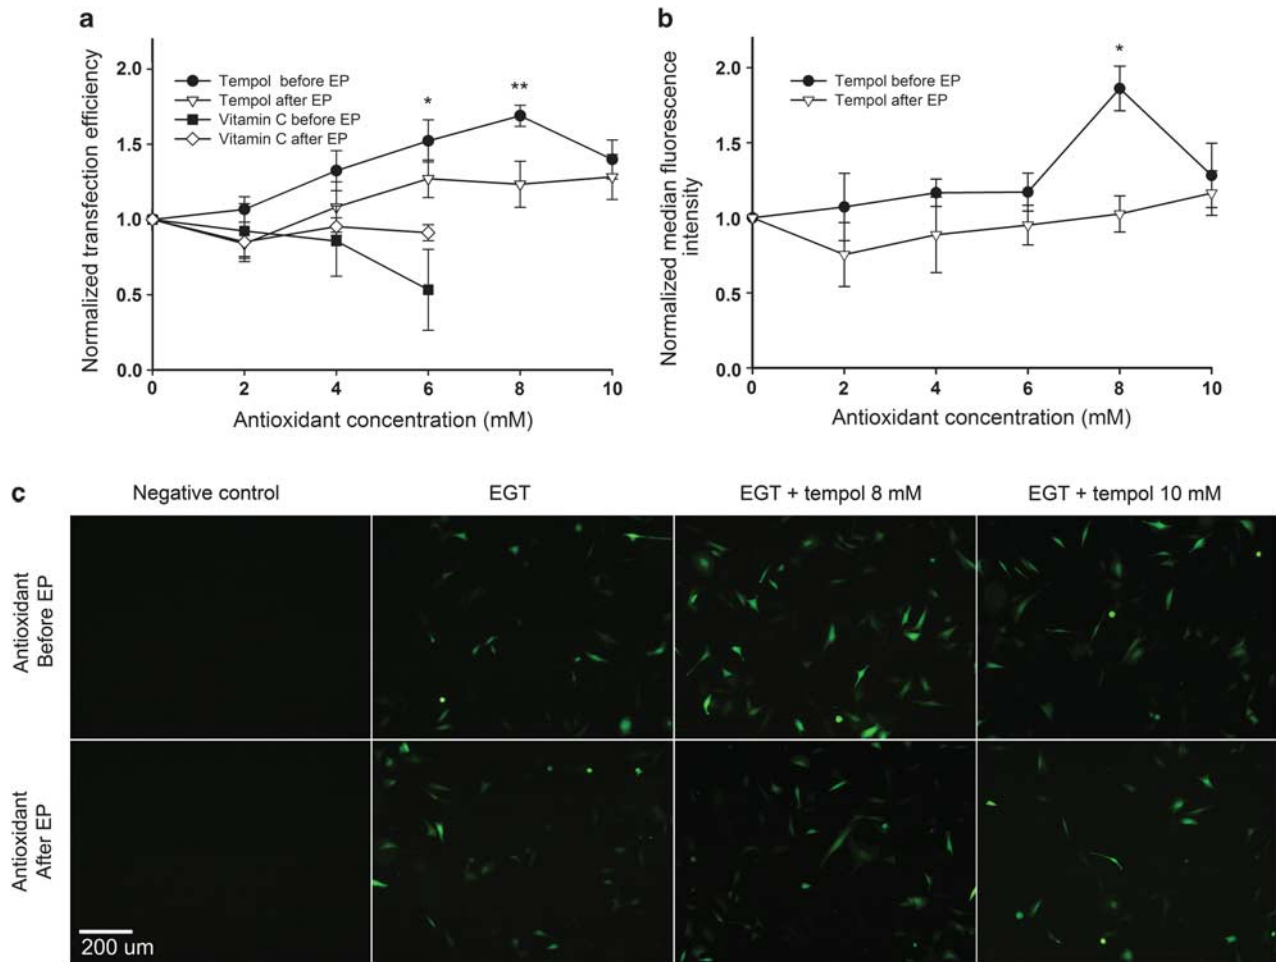 a
Normalized transfection efficiency
2.0
1.5
1.0
0.5
0.0
Tempol before EP
Tempol after EP
Vitamin C before EP
Vitamin C after EP
*
**
0 2 4 6 8 10
Antioxidant concentration (mM)
b
Normalized median fluorescence
intensity
2.0
1.5
1.0
0.5
0.0
Tempol before EP
Tempol after EP
*
0 2 4 6 8 10
Antioxidant concentration (mM)
c
Negative control
EGT
EGT + tempol 8 mM
EGT + tempol 10 mM
Antioxidant
Before EP
Antioxidant
After EP
200 um